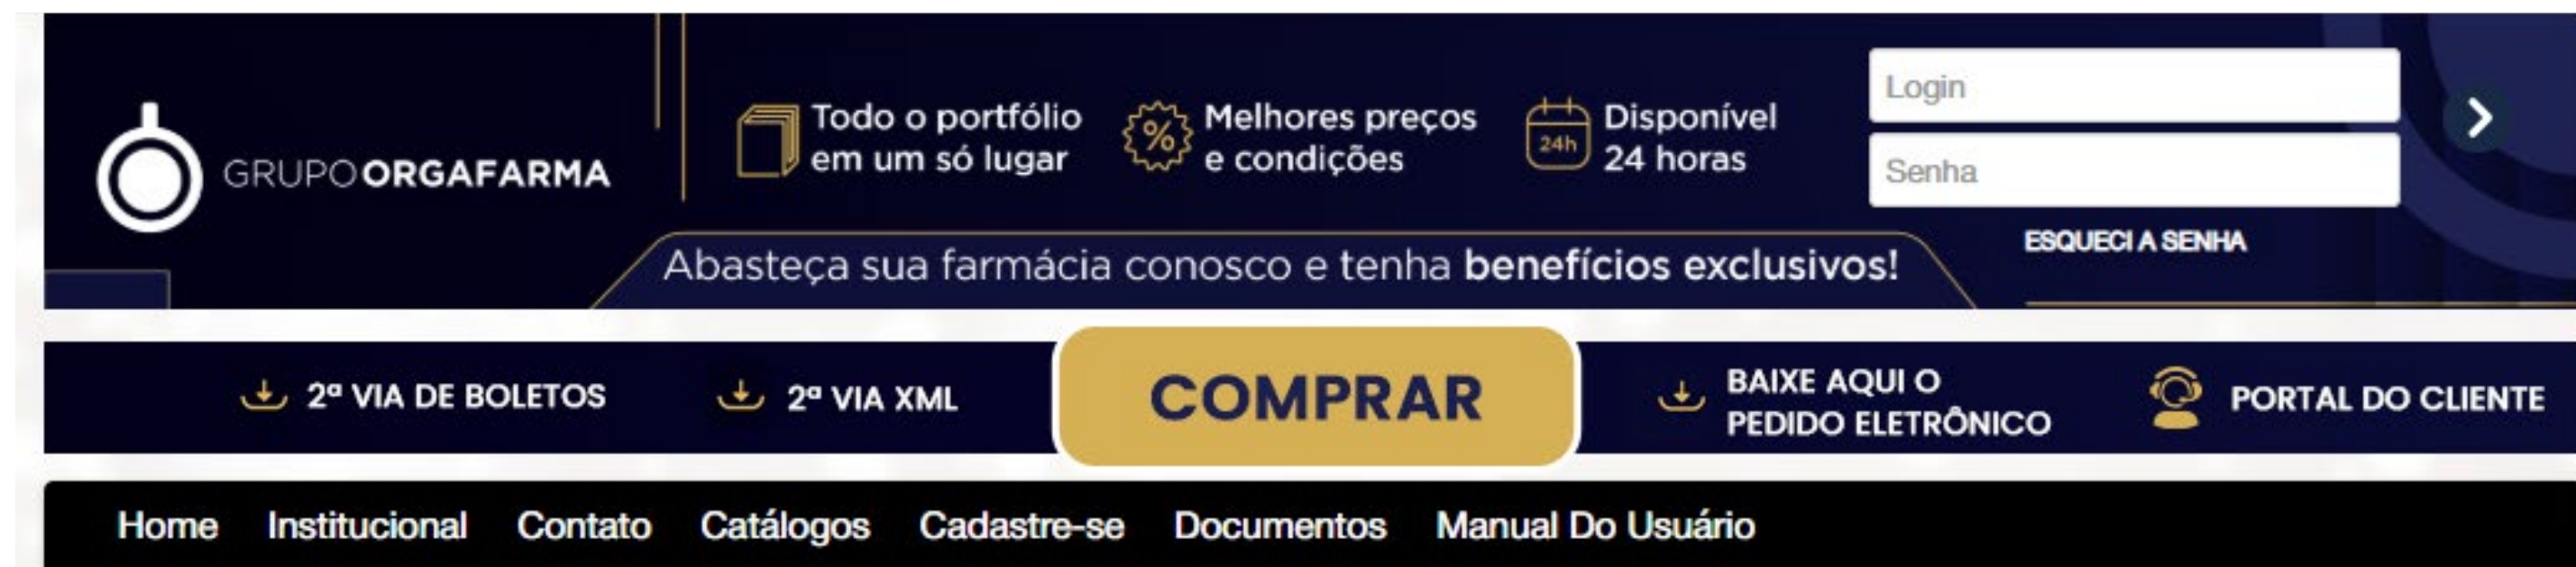 GRUPOORGAFARMA
Todo o portfólio
em um só lugar
%
Melhores preços
e condições
24h
Disponível
24 horas
Login
Senha
ESQUECI A SENHA
Abasteça sua farmácia conosco e tenha benefícios exclusivos!
2ª VIA DE BOLETOS
2ª VIA XML
COMPRAR
BAIXE AQUI O
PEDIDO ELETRÔNICO
PORTAL DO CLIENTE
Home Institucional Contato Catálogos Cadastre-se Documentos Manual Do Usuário